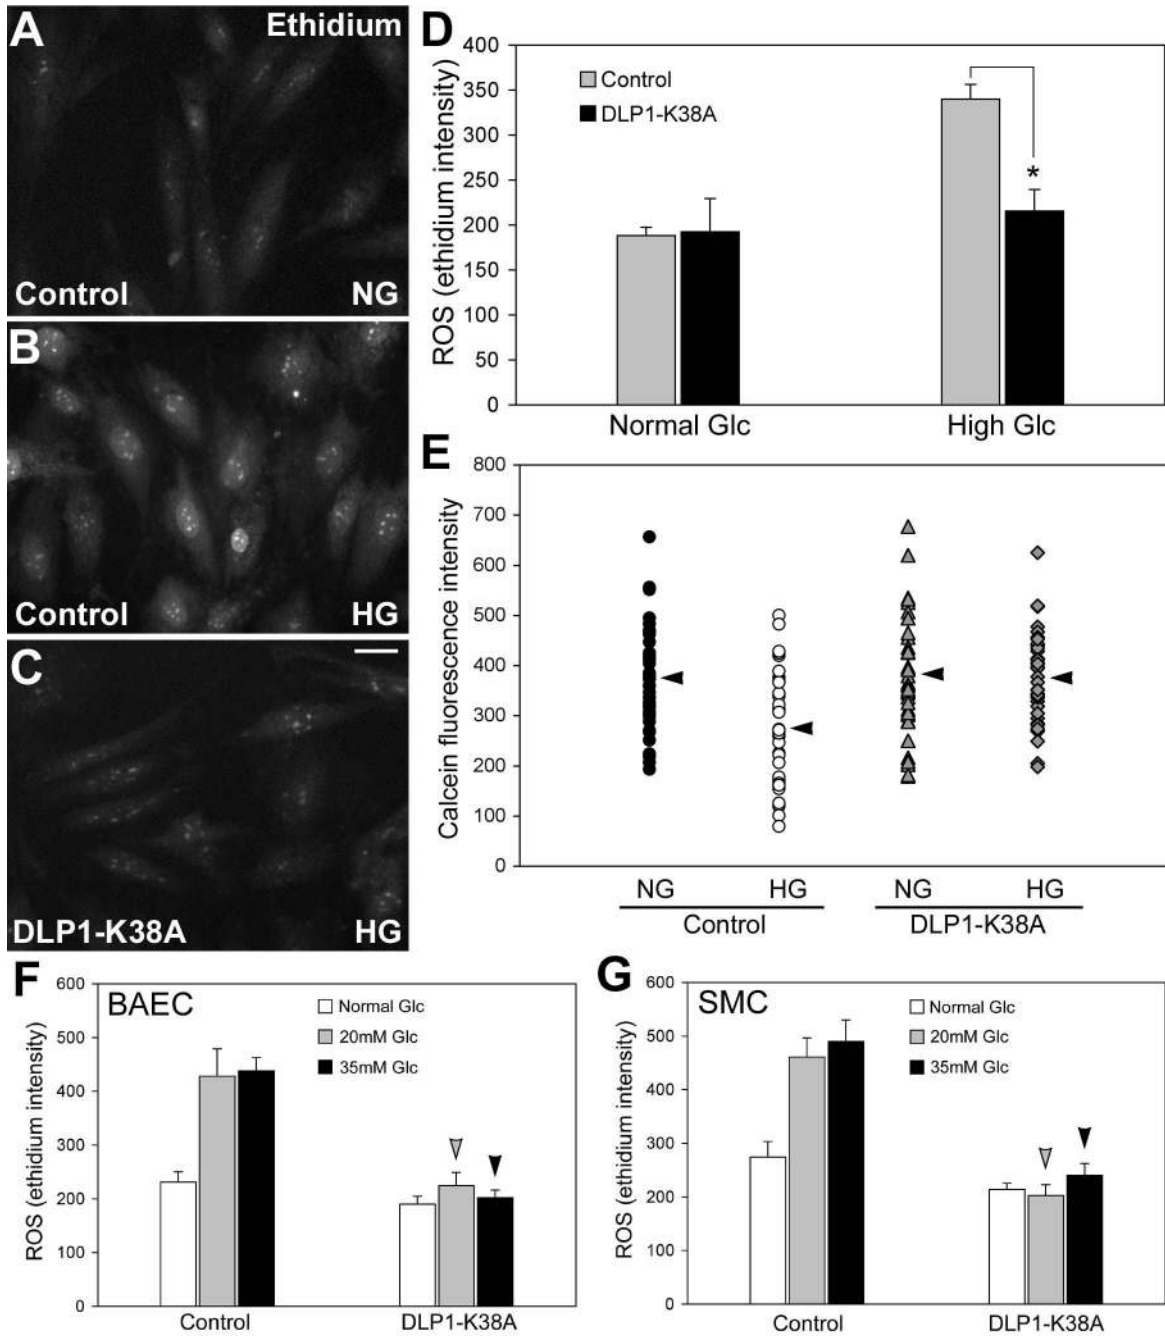 A
Ethidium
Control
NG
B
Control
HG
C
DLP1-K38A
HG
D
ROS (ethidium intensity)
400
350
300
250
200
150
100
50
0
Control
DLP1-K38A
*
Normal Glc
High Glc
E
Calcein fluorescence intensity
800
700
600
500
400
300
200
100
0
NG
HG
NG
HG
Control
DLP1-K38A
F
BAEC
ROS (ethidium intensity)
600
500
400
300
200
100
0
Normal Glc
20mM Glc
35mM Glc
Control
DLP1-K38A
G
SMC
ROS (ethidium intensity)
600
500
400
300
200
100
0
Normal Glc
20mM Glc
35mM Glc
Control
DLP1-K38A